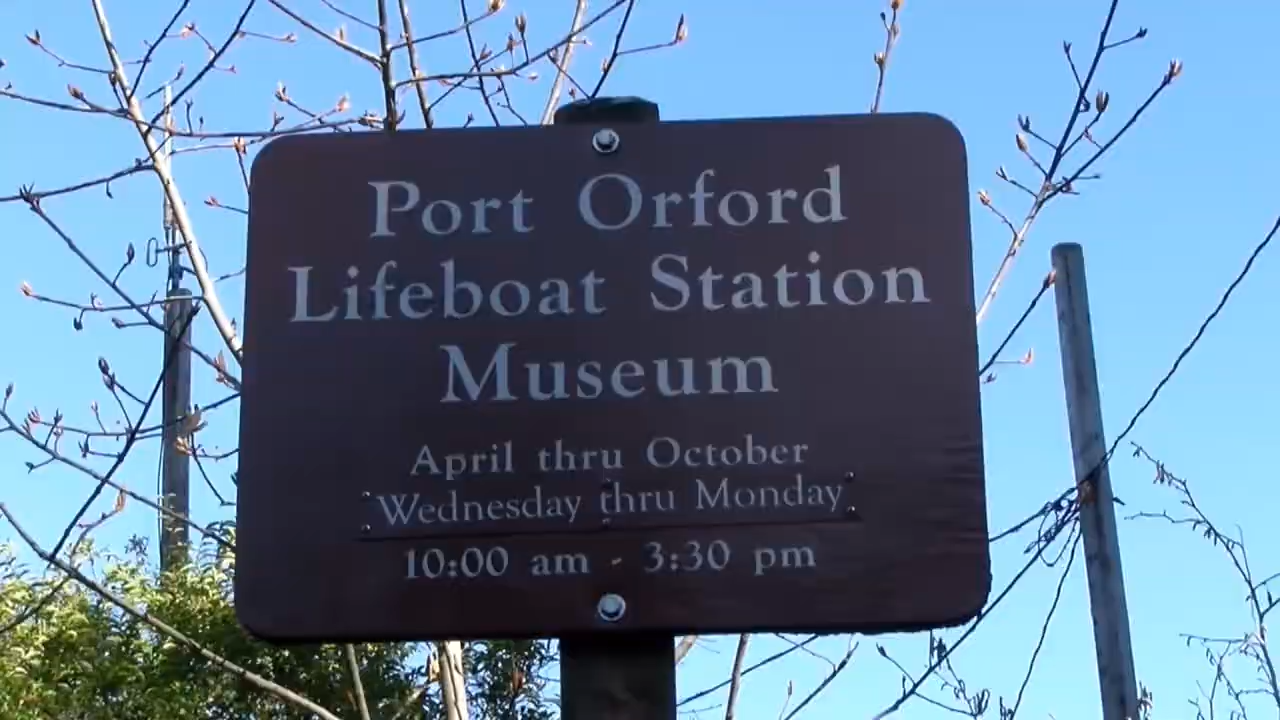 Port Orford
Lifeboat Station
Museum
April thru October
Wednesday thru Monday
10:00 am - 3:30 pm